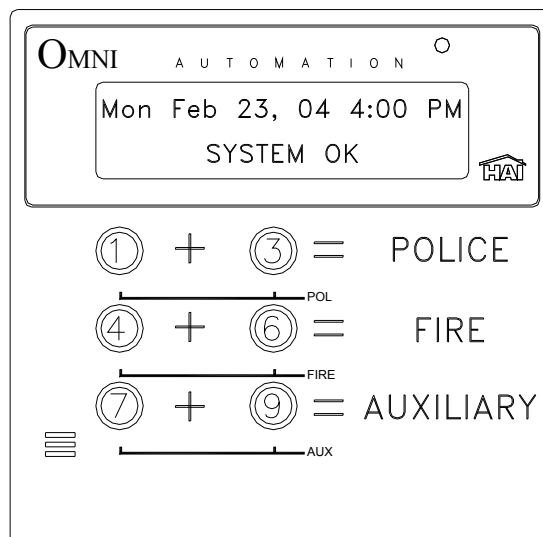 OMNI AUTOMATION
Mon Feb 23, 04 4:00 PM
SYSTEM OK
HAI
1 + 3 = POLICE
POL
4 + 6 = FIRE
FIRE
7 + 9 = AUXILIARY
AUX